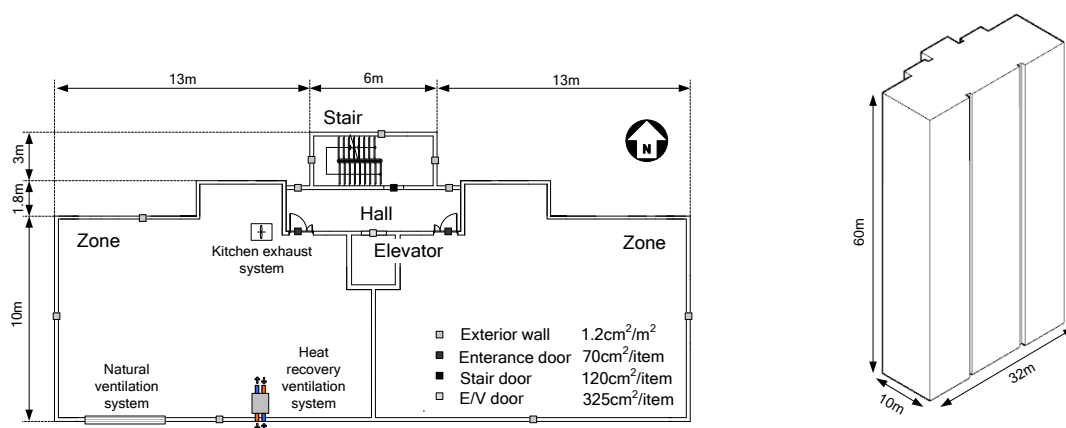 13m
6m
13m
Stair
3m
N
1.8m
Hall
Zone
Zone
Elevator
Kitchen exhaust
system
10m
Exterior wall 1.2cm²/m²
Enterance door 70cm²/item
Stair door 120cm²/item
E/V door 325cm²/item
Natural
ventilation
system
Heat
recovery
ventilation
system
60m
10m
32m